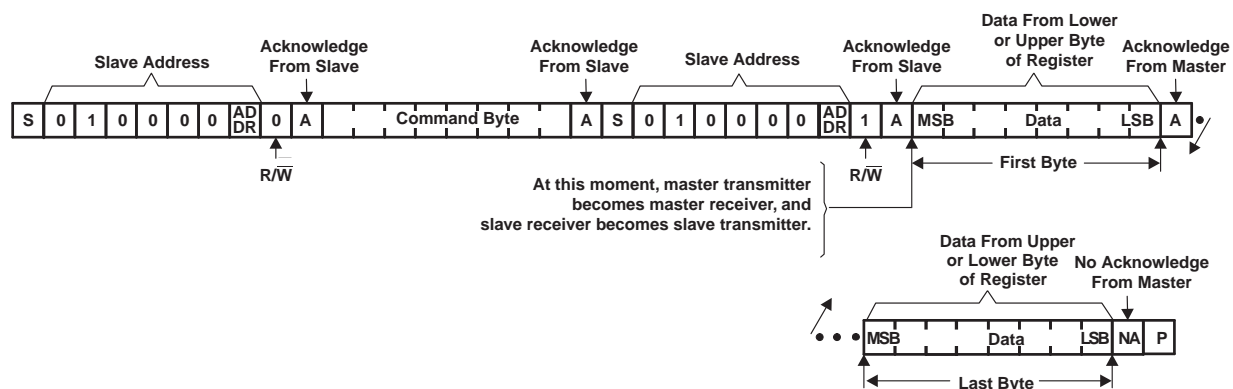 Slave Address
Acknowledge
From Slave
Acknowledge
From Slave
Slave Address
Acknowledge
From Slave
Data From Lower
or Upper Byte
of Register
Acknowledge
From Master
S 0 1 0 0 0 0 AD DR 0 A Command Byte A S 0 1 0 0 0 0 AD DR 1 A MSB Data LSB A
R/W̅
R/W̅
First Byte
At this moment, master transmitter
becomes master receiver, and
slave receiver becomes slave transmitter.
Data From Upper
or Lower Byte
of Register
No Acknowledge
From Master
MSB Data LSB NA P
Last Byte